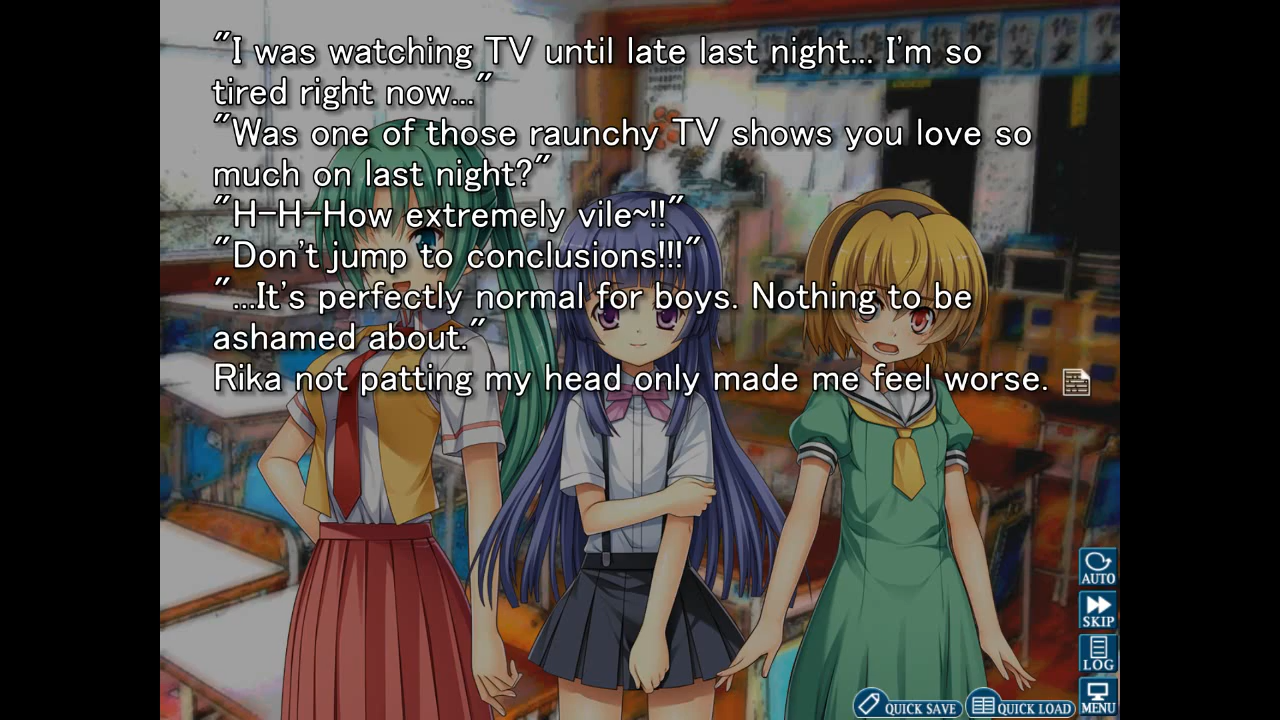 "I was watching TV until late last night... I'm so
tired right now..."
"Was one of those raunchy TV shows you love so
much on last night?"
"H-H-How extremely vile~!!"
"Don't jump to conclusions!!!"
"...It's perfectly normal for boys. Nothing to be
ashamed about."
Rika not patting my head only made me feel worse.
AUTO
SKIP
LOG
QUICK SAVE
QUICK LOAD
MENU